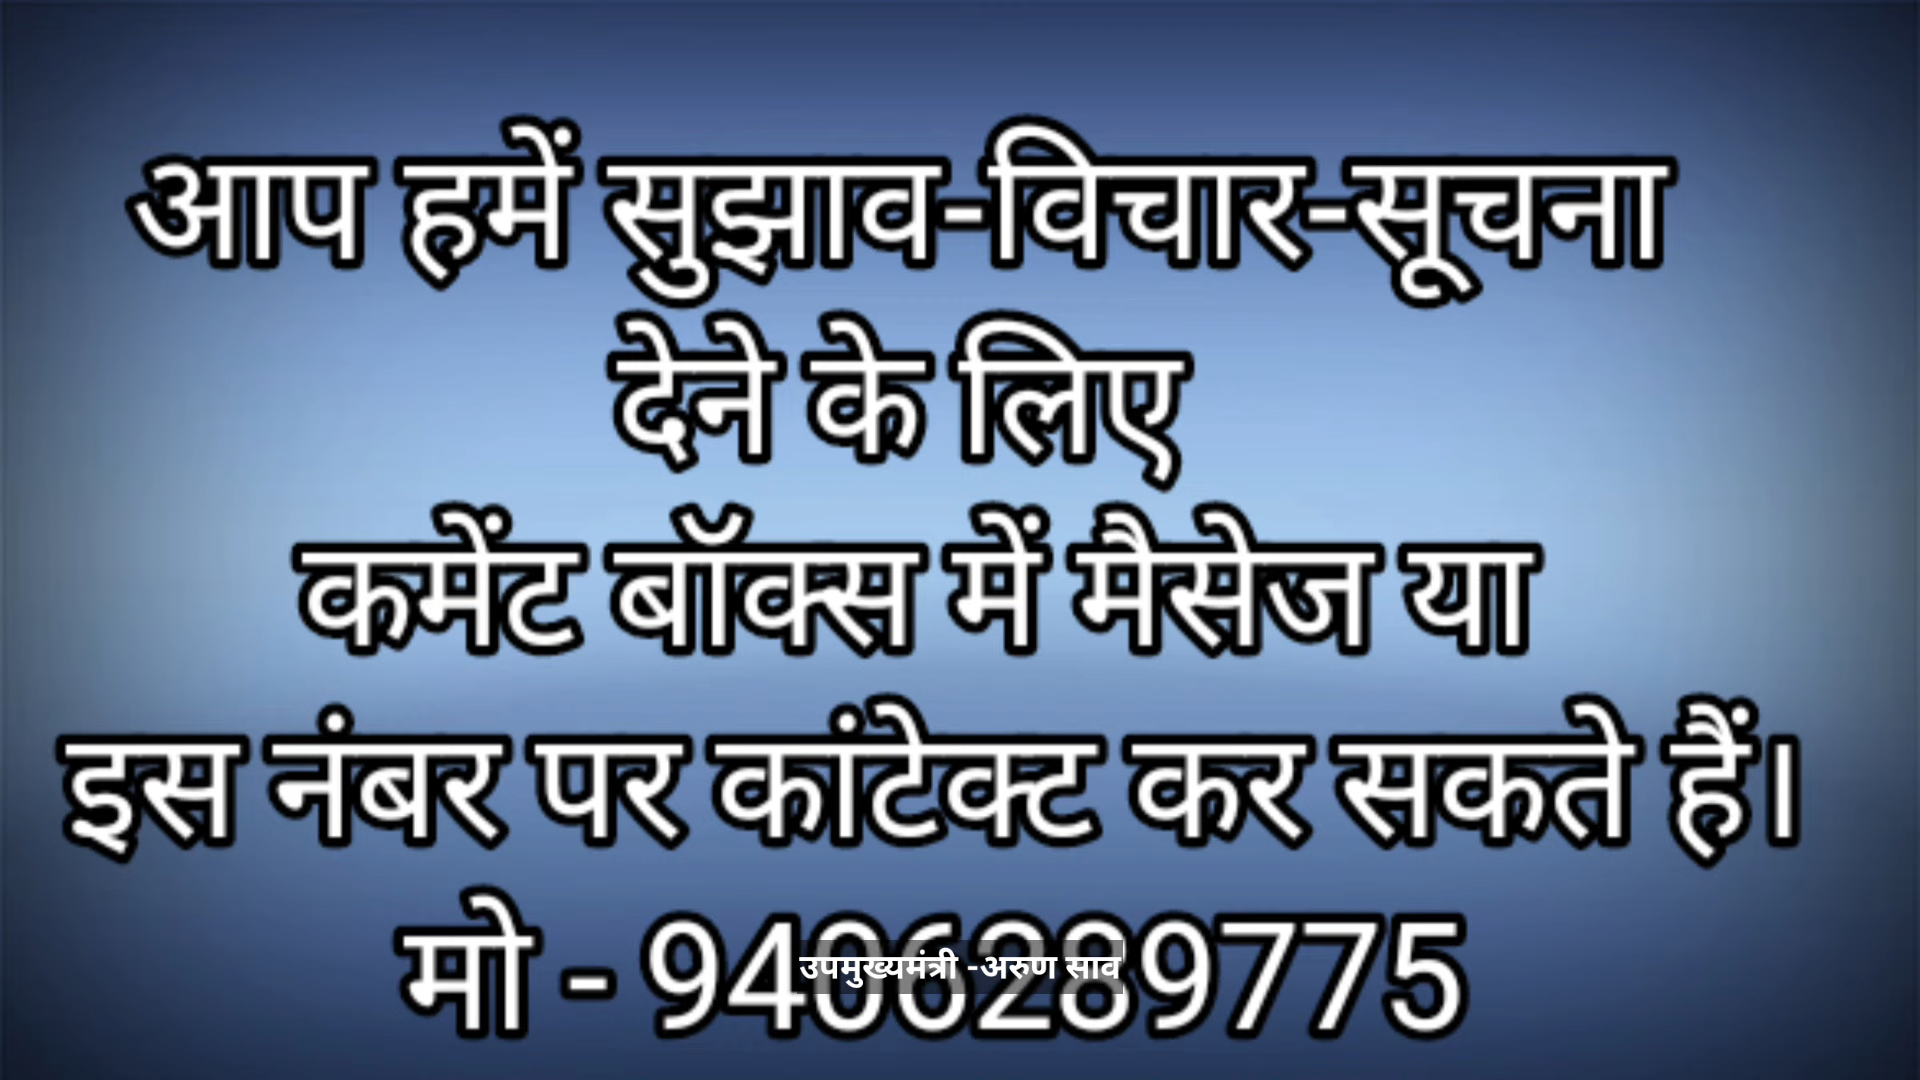 आप हमें सुझाव-विचार-सूचना
देने के लिए
कमेंट बॉक्स में मैसेज या
इस नंबर पर कांटेक्ट कर सकते हैं।
मो - 9406289775
उपमुख्यमंत्री -अरुण साव